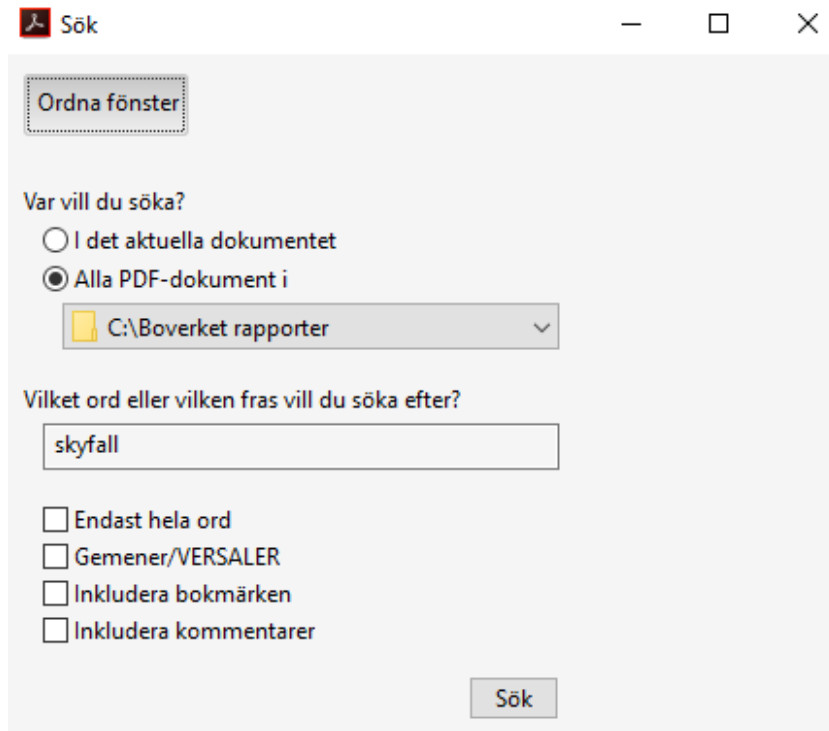 Sök
Ordna fönster
Var vill du söka?
I det aktuella dokumentet
Alla PDF-dokument i
C:\Boverket rapporter
Vilket ord eller vilken fras vill du söka efter?
skyfall
Endast hela ord
Gemener/VERSALER
Inkludera bokmärken
Inkludera kommentarer
Sök